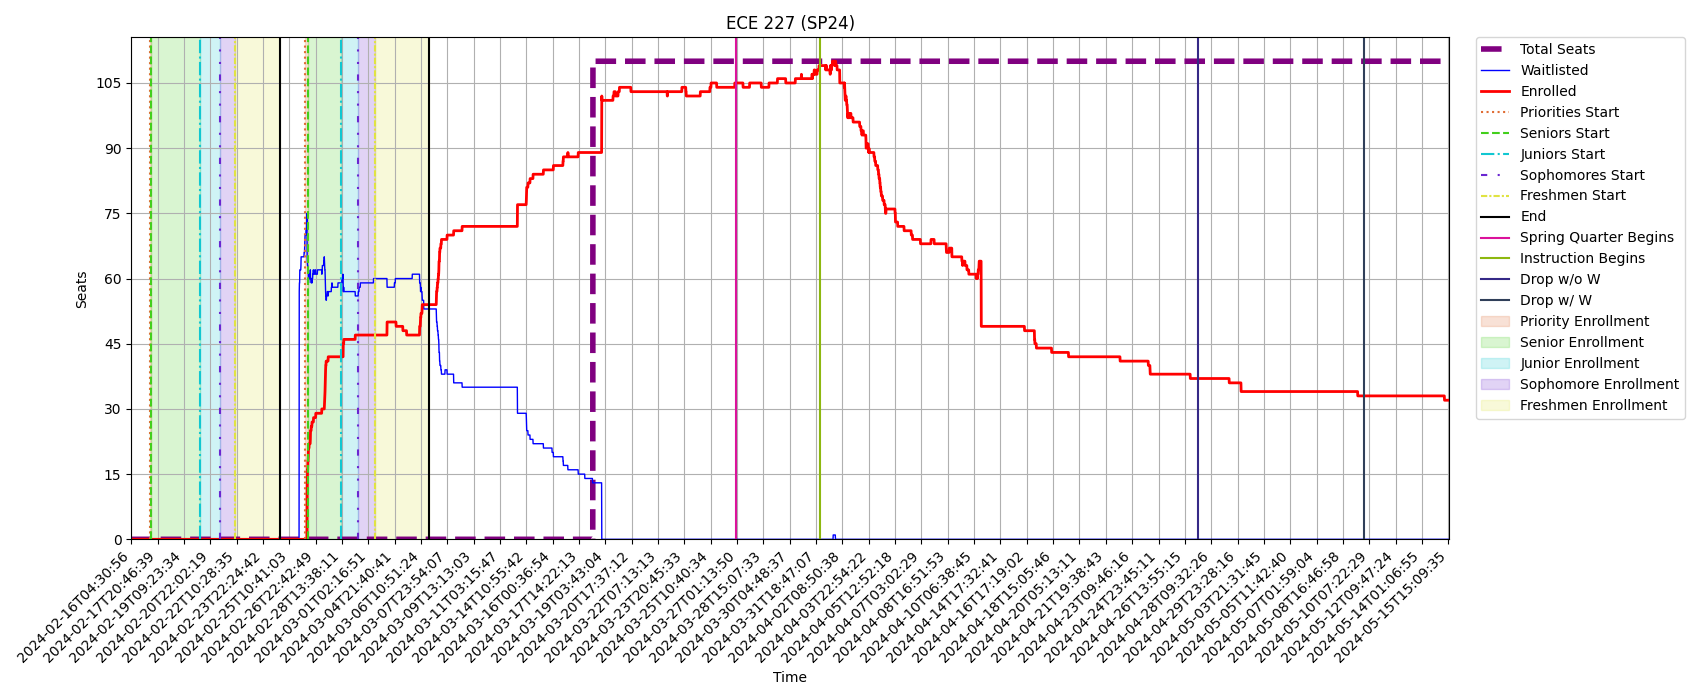 ECE 227 (SP24)
Seats
105
90
75
60
45
30
15
0
2024-02-16T04:30:56
2024-02-17T20:46:39
2024-02-19T09:23:34
2024-02-20T22:02:19
2024-02-22T10:28:35
2024-02-23T22:24:42
2024-02-25T10:41:03
2024-02-26T22:42:49
2024-02-28T13:38:11
2024-03-01T02:16:51
2024-03-04T21:40:41
2024-03-06T10:51:24
2024-03-07T23:54:07
2024-03-09T13:13:03
2024-03-11T03:15:47
2024-03-14T10:55:42
2024-03-16T00:36:54
2024-03-17T14:22:13
2024-03-19T03:43:04
2024-03-20T17:37:12
2024-03-22T07:13:13
2024-03-23T20:45:33
2024-03-25T10:40:34
2024-03-27T01:13:50
2024-03-28T15:07:33
2024-03-30T04:48:37
2024-03-31T18:47:07
2024-04-02T08:50:38
2024-04-03T22:54:22
2024-04-05T13:52:18
2024-04-07T03:02:29
2024-04-08T16:51:53
2024-04-10T06:38:45
2024-04-14T17:32:41
2024-04-16T17:19:02
2024-04-18T15:05:46
2024-04-20T05:13:11
2024-04-21T19:38:43
2024-04-23T09:46:16
2024-04-24T23:45:11
2024-04-26T13:55:15
2024-04-28T09:32:26
2024-04-29T23:28:16
2024-05-03T21:31:45
2024-05-05T11:42:40
2024-05-07T01:59:04
2024-05-08T16:46:58
2024-05-10T07:22:29
2024-05-12T09:47:24
2024-05-14T01:06:55
2024-05-15T15:09:35
Time
Total Seats
Waitlisted
Enrolled
Priorities Start
Seniors Start
Juniors Start
Sophomores Start
Freshmen Start
End
Spring Quarter Begins
Instruction Begins
Drop w/o W
Drop w/ W
Priority Enrollment
Senior Enrollment
Junior Enrollment
Sophomore Enrollment
Freshmen Enrollment